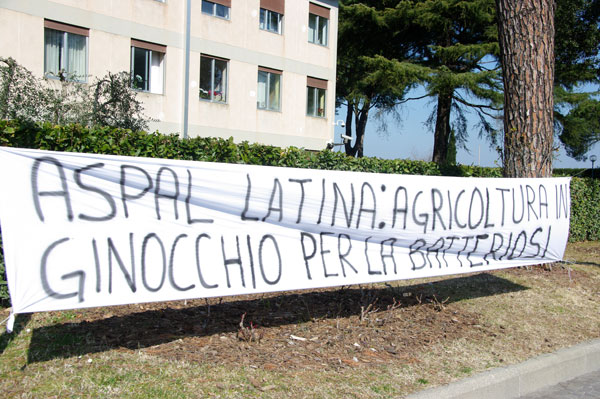 ASPAL LATINA: AGRICOLTURA IN
GINOCCHIO PER LA BATTERIOSI